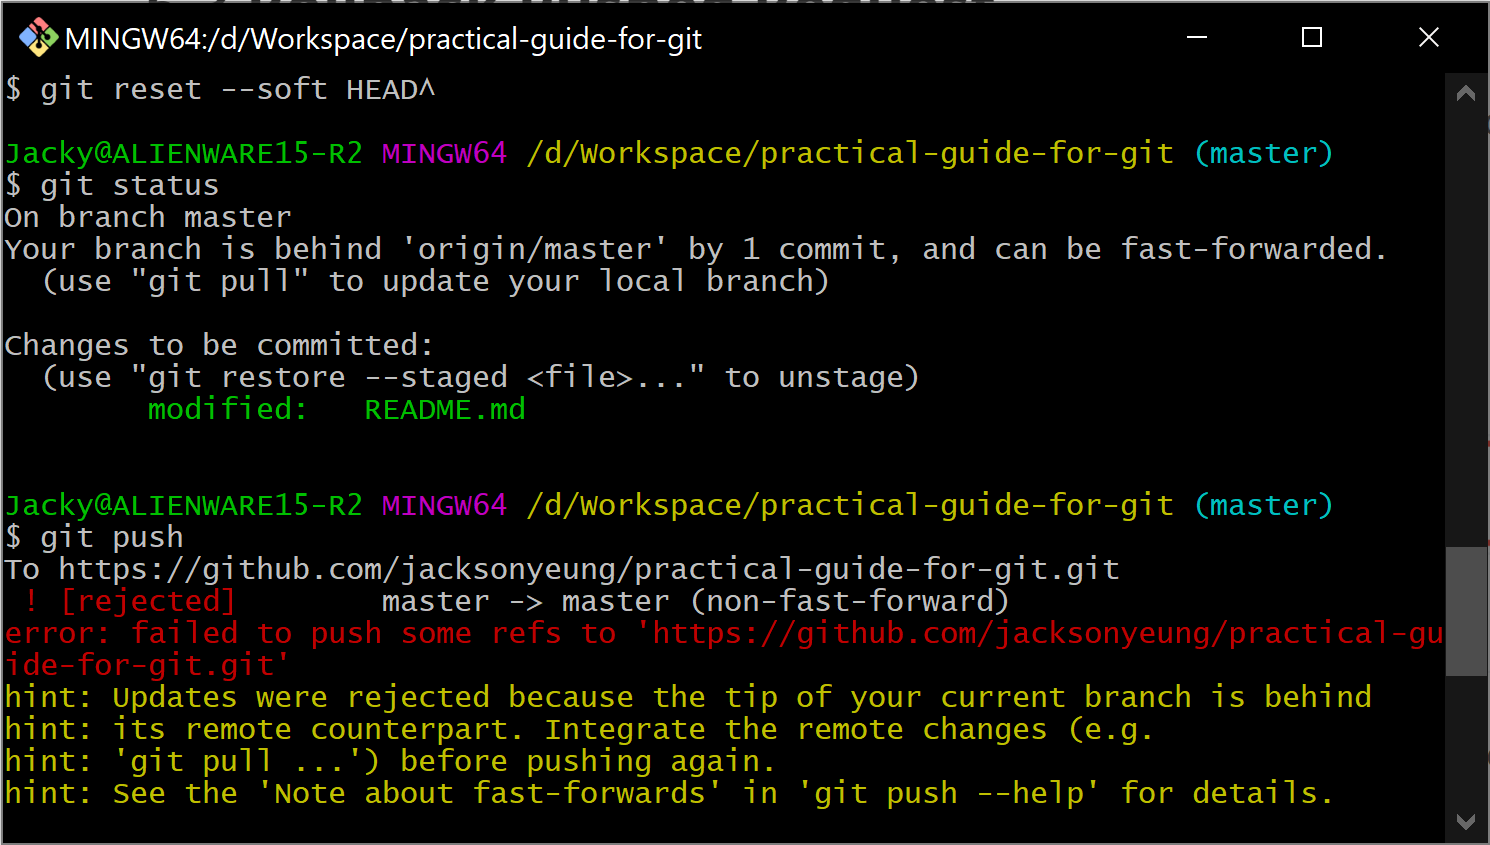 MINGW64:/d/Workspace/practical-guide-for-git
$ git reset --soft HEAD^
Jacky@ALIENWARE15-R2 MINGW64 /d/Workspace/practical-guide-for-git (master)
$ git status
On branch master
Your branch is behind 'origin/master' by 1 commit, and can be fast-forwarded.
  (use "git pull" to update your local branch)
Changes to be committed:
  (use "git restore --staged <file>..." to unstage)
        modified:   README.md
Jacky@ALIENWARE15-R2 MINGW64 /d/Workspace/practical-guide-for-git (master)
$ git push
To https://github.com/jacksonyeung/practical-guide-for-git.git
 ! [rejected]        master -> master (non-fast-forward)
error: failed to push some refs to 'https://github.com/jacksonyeung/practical-gu
ide-for-git.git'
hint: Updates were rejected because the tip of your current branch is behind
hint: its remote counterpart. Integrate the remote changes (e.g.
hint: 'git pull ...') before pushing again.
hint: See the 'Note about fast-forwards' in 'git push --help' for details.